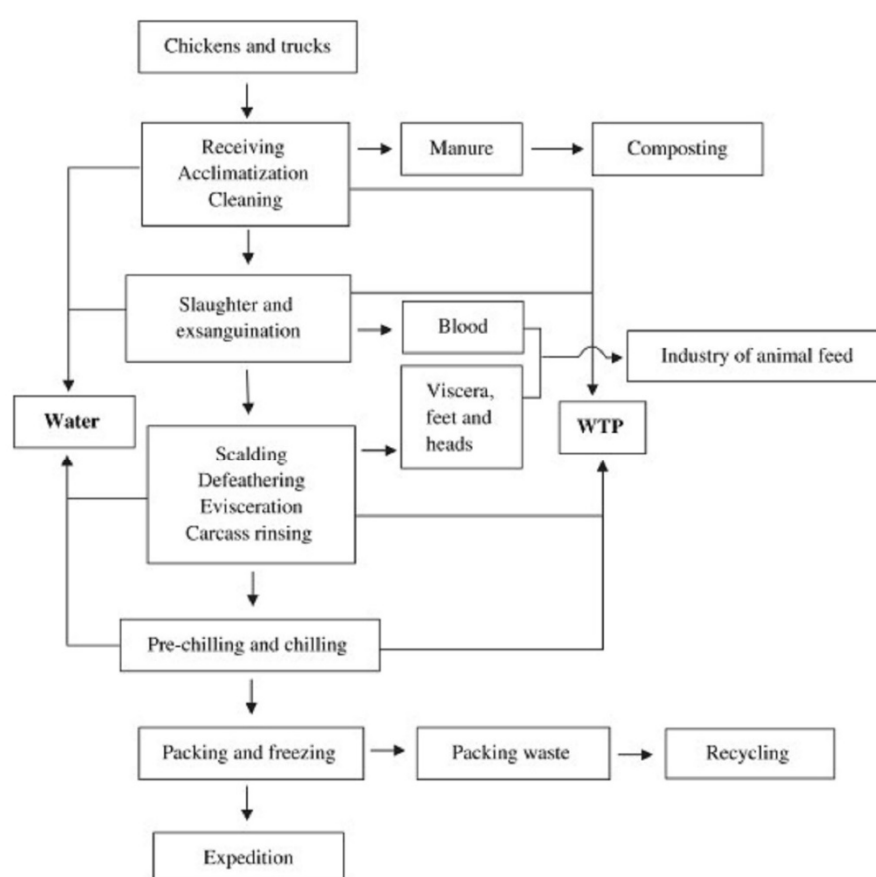 Chickens and trucks
Receiving
Acclimatization
Cleaning
Manure
Composting
Slaughter and
exsanguination
Blood
Industry of animal feed
Viscera,
feet and
heads
Water
WTP
Scalding
Defeathering
Evisceration
Carcass rinsing
Pre-chilling and chilling
Packing and freezing
Packing waste
Recycling
Expedition